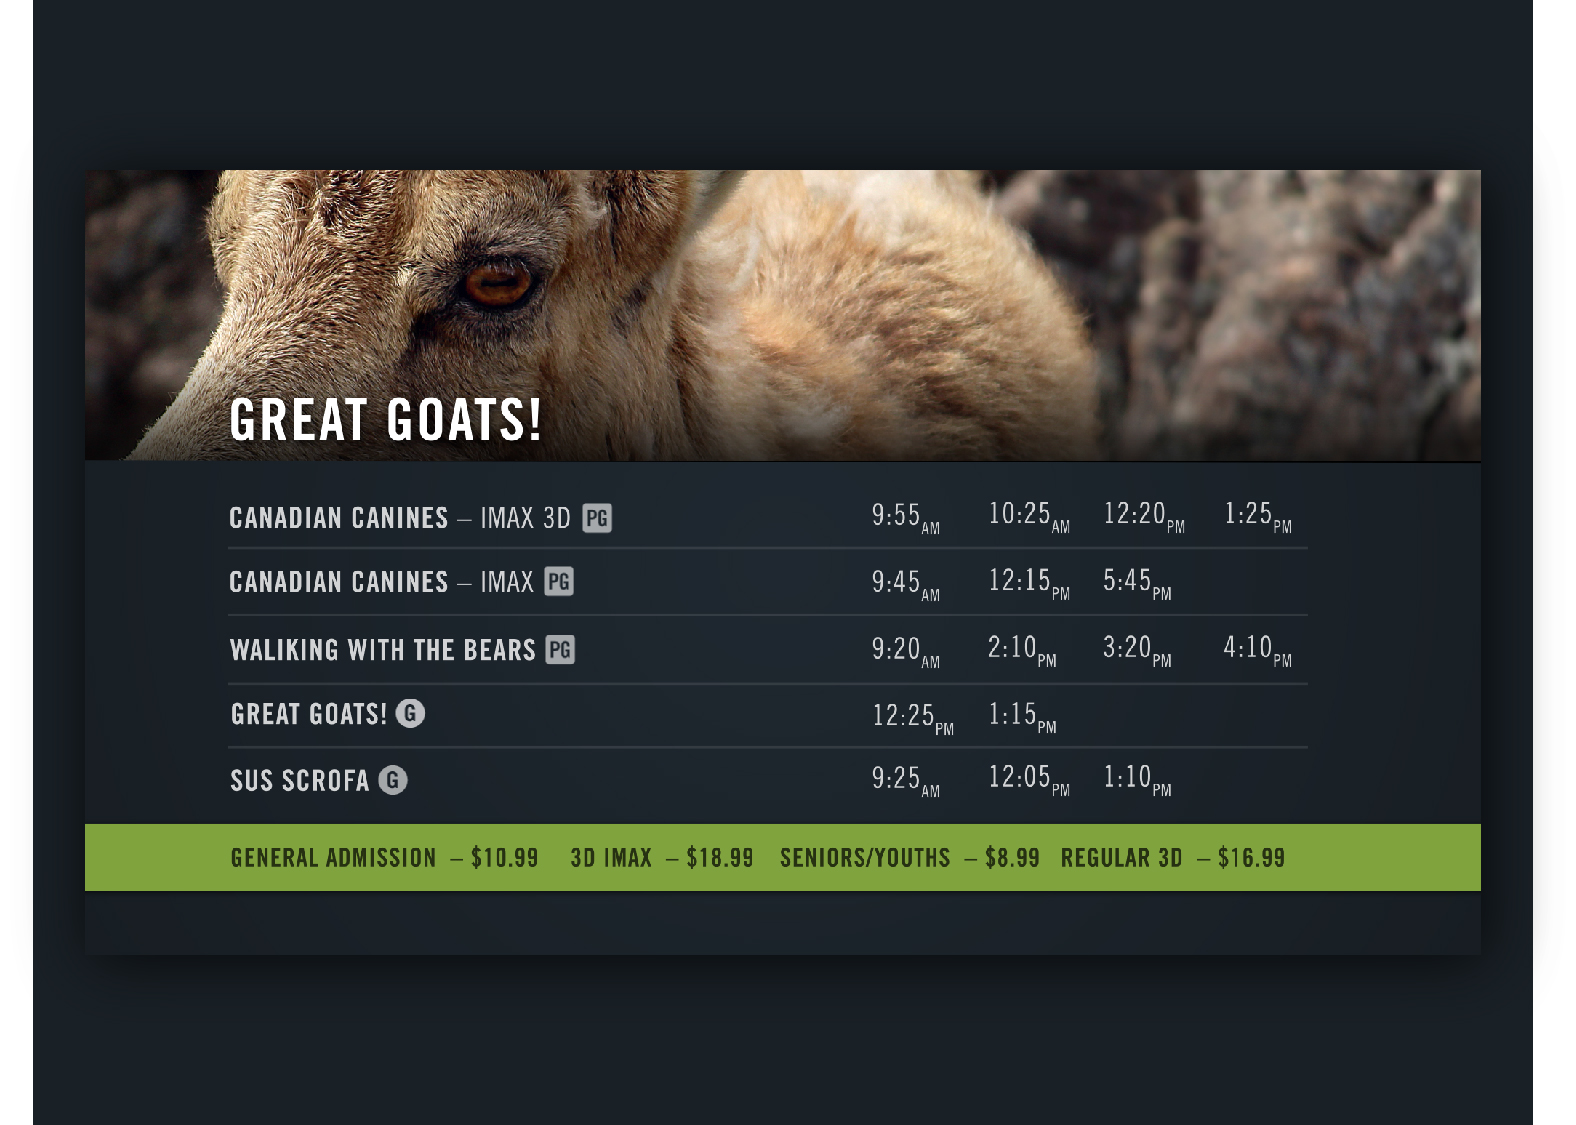 GREAT GOATS!
CANADIAN CANINES – IMAX 3D PG 9:55AM 10:25AM 12:20PM 1:25PM
CANADIAN CANINES – IMAX PG 9:45AM 12:15PM 5:45PM
WALIKING WITH THE BEARS PG 9:20AM 2:10PM 3:20PM 4:10PM
GREAT GOATS! G 12:25PM 1:15PM
SUS SCROFA G 9:25AM 12:05PM 1:10PM
GENERAL ADMISSION – $10.99 3D IMAX – $18.99 SENIORS/YOUTHS – $8.99 REGULAR 3D – $16.99